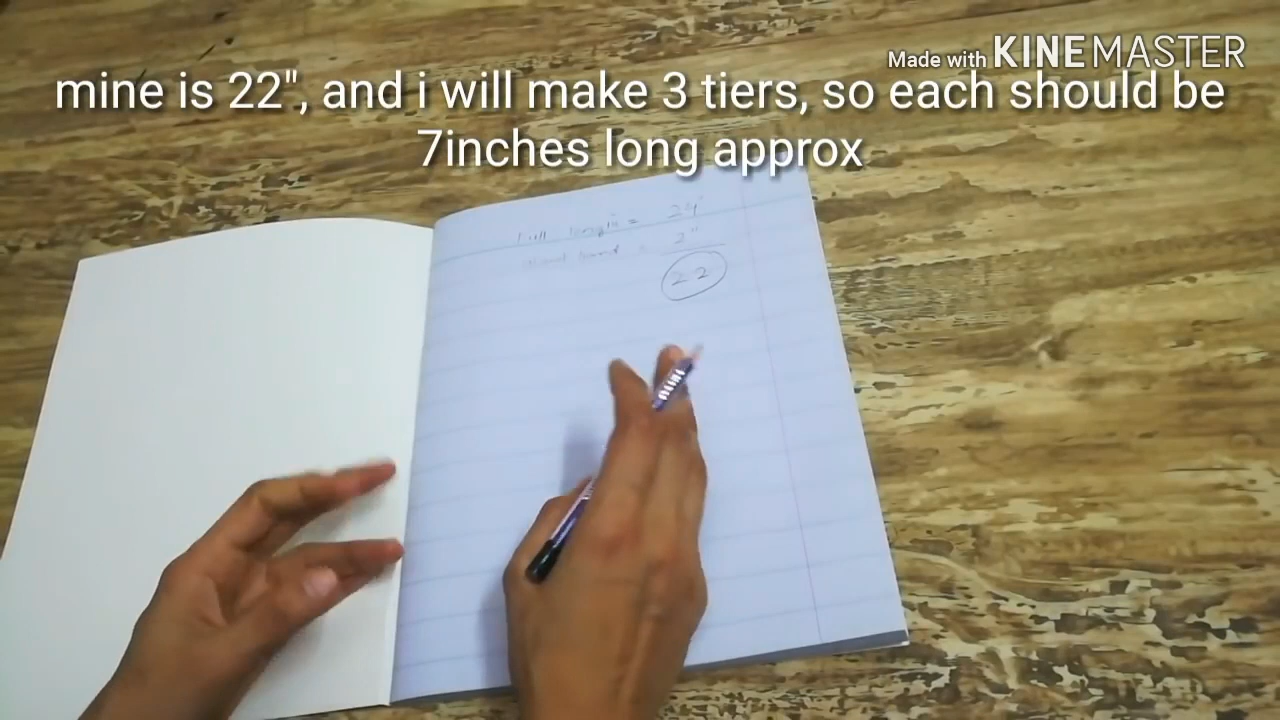 Made with KINEMASTER
mine is 22", and i will make 3 tiers, so each should be
7inches long approx
Full length = 24"
2"
22